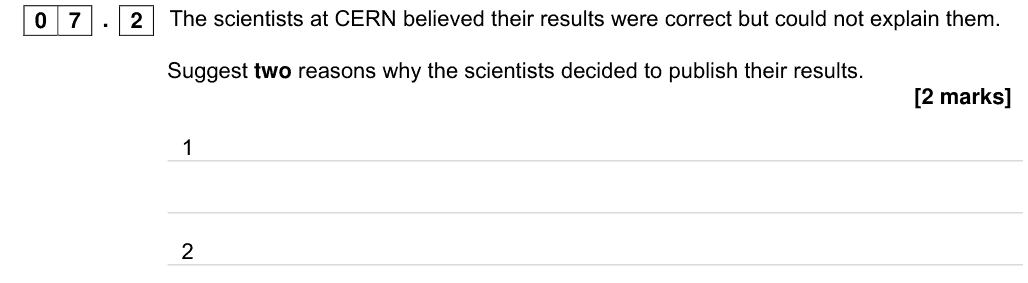 0 7 . 2 The scientists at CERN believed their results were correct but could not explain them.
Suggest two reasons why the scientists decided to publish their results.
[2 marks]
1
2